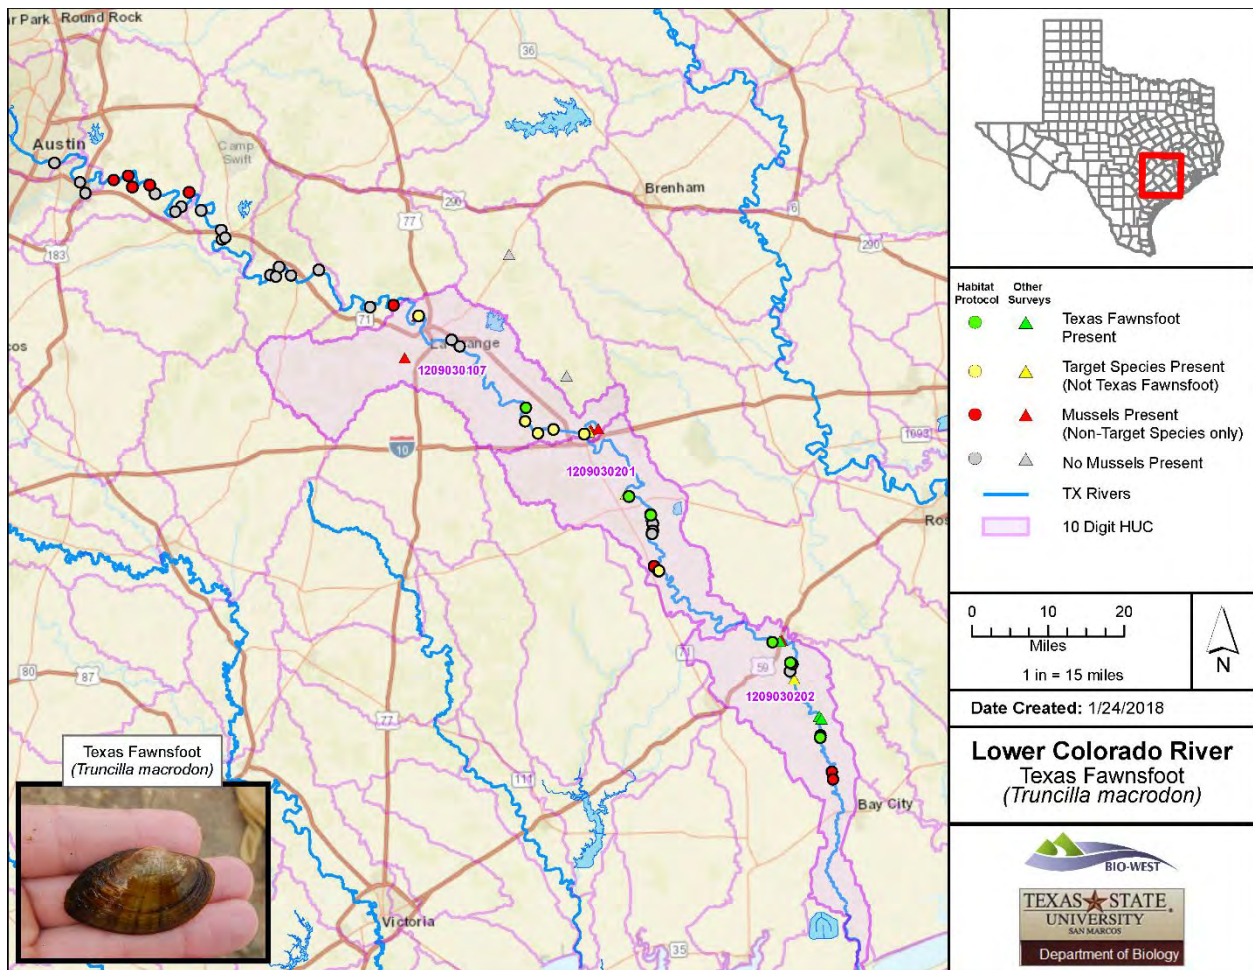 ar Park
Round Rock
36
Austin
Camp
Swift
290
77
Brenham
6
290
183
71
La Grange
cos
1209030107
10
1093
1209030201
Ros
71
59
80
87
1209030202
77
111
Bay City
Victoria
35
Texas Fawnsfoot
(Truncilla macrodon)
Habitat Protocol
Other Surveys
Texas Fawnsfoot
Present
Target Species Present
(Not Texas Fawnsfoot)
Mussels Present
(Non-Target Species only)
No Mussels Present
TX Rivers
10 Digit HUC
0 10 20
Miles
1 in = 15 miles
N
Date Created: 1/24/2018
Lower Colorado River
Texas Fawnsfoot
(Truncilla macrodon)
BIO-WEST
TEXAS STATE
UNIVERSITY
SAN MARCOS
Department of Biology